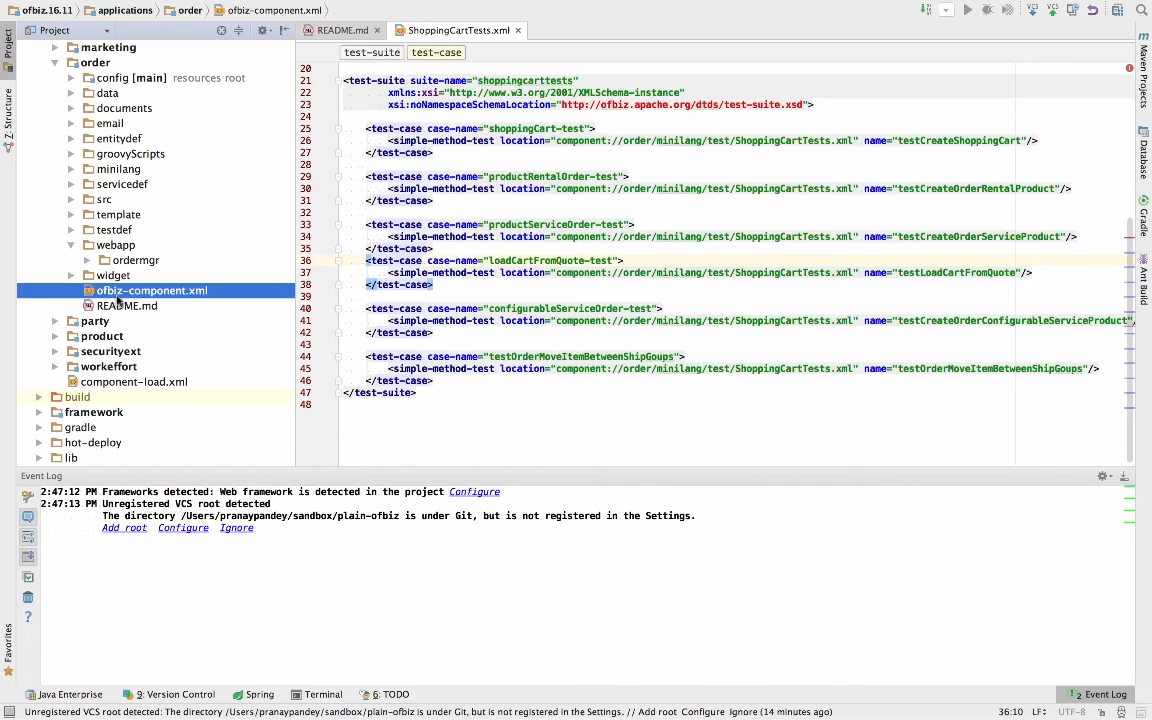 ofbiz.16.11 applications order ofbiz-component.xml
Project
README.md ShoppingCartTests.xml
marketing
order
config [main] resources root
data
documents
email
entitydef
groovyScripts
minilang
servicedef
src
template
testdef
webapp
ordermgr
widget
ofbiz-component.xml
README.md
party
product
securityext
workeffort
component-load.xml
build
framework
gradle
hot-deploy
lib
test-suite test-case
20
21 <test-suite suite-name="shoppingcarttests"
22 xmlns:xsi="http://www.w3.org/2001/XMLSchema-instance"
23 xsi:noNamespaceSchemaLocation="http://ofbiz.apache.org/dtds/test-suite.xsd">
24
25 <test-case case-name="shoppingCart-test">
26 <simple-method-test location="component://order/minilang/test/ShoppingCartTests.xml" name="testCreateShoppingCart"/>
27 </test-case>
28
29 <test-case case-name="productRentalOrder-test">
30 <simple-method-test location="component://order/minilang/test/ShoppingCartTests.xml" name="testCreateOrderRentalProduct"/>
31 </test-case>
32
33 <test-case case-name="productServiceOrder-test">
34 <simple-method-test location="component://order/minilang/test/ShoppingCartTests.xml" name="testCreateOrderServiceProduct"/>
35 </test-case>
36 <test-case case-name="loadCartFromQuote-test">
37 <simple-method-test location="component://order/minilang/test/ShoppingCartTests.xml" name="testLoadCartFromQuote"/>
38 </test-case>
39
40 <test-case case-name="configurableServiceOrder-test">
41 <simple-method-test location="component://order/minilang/test/ShoppingCartTests.xml" name="testCreateOrderConfigurableServiceProduct"/
42 </test-case>
43
44 <test-case case-name="testOrderMoveItemBetweenShipGoups">
45 <simple-method-test location="component://order/minilang/test/ShoppingCartTests.xml" name="testOrderMoveItemBetweenShipGoups"/>
46 </test-case>
47 </test-suite>
48
Project
Z: Structure
Favorites
Maven Projects
Database
Gradle
Ant Build
Event Log
2:47:12 PM Frameworks detected: Web framework is detected in the project Configure
2:47:13 PM Unregistered VCS root detected
The directory /Users/pranaypandey/sandbox/plain-ofbiz is under Git, but is not registered in the Settings.
Add root Configure Ignore
Java Enterprise 9: Version Control Spring Terminal 6: TODO 2 Event Log
Unregistered VCS root detected: The directory /Users/pranaypandey/sandbox/plain-ofbiz is under Git, but is not registered in the Settings. // Add root Configure Ignore (14 minutes ago) 36:10 LF UTF-8